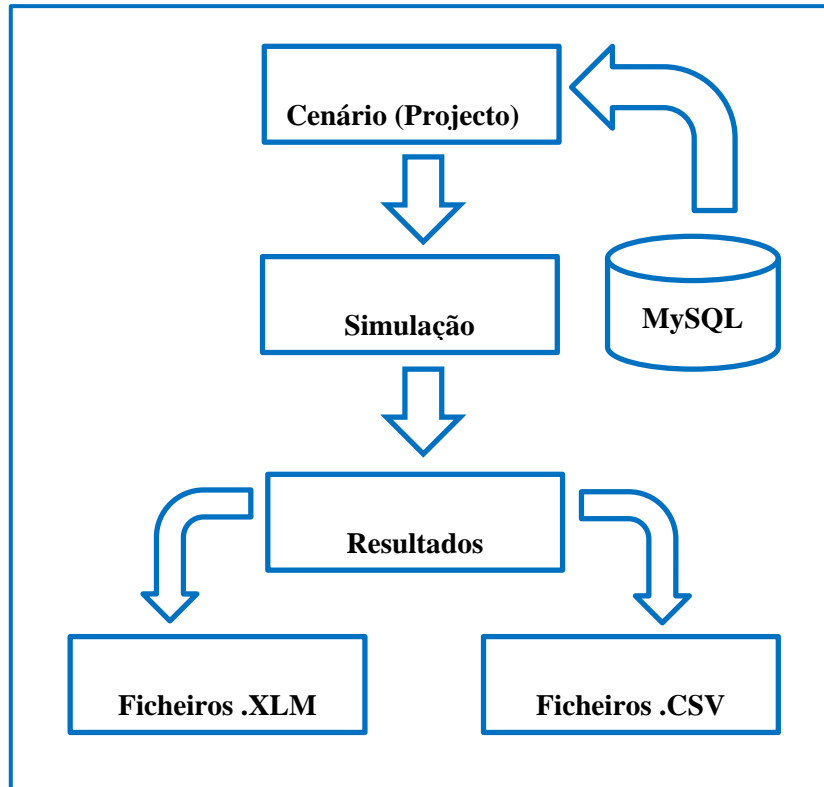 Cenário (Projecto)
Simulação
MySQL
Resultados
Ficheiros .XLM
Ficheiros .CSV